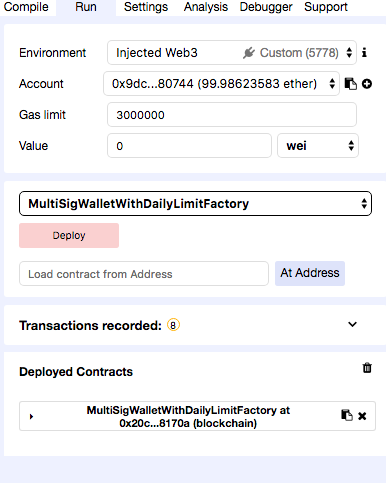 Compile Run Settings Analysis Debugger Support
Environment Injected Web3 Custom (5778) i
Account 0x9dc...80744 (99.98623583 ether)
Gas limit 3000000
Value 0 wei
MultiSigWalletWithDailyLimitFactory
Deploy
Load contract from Address At Address
Transactions recorded: 8
Deployed Contracts
MultiSigWalletWithDailyLimitFactory at
0x20c...8170a (blockchain)